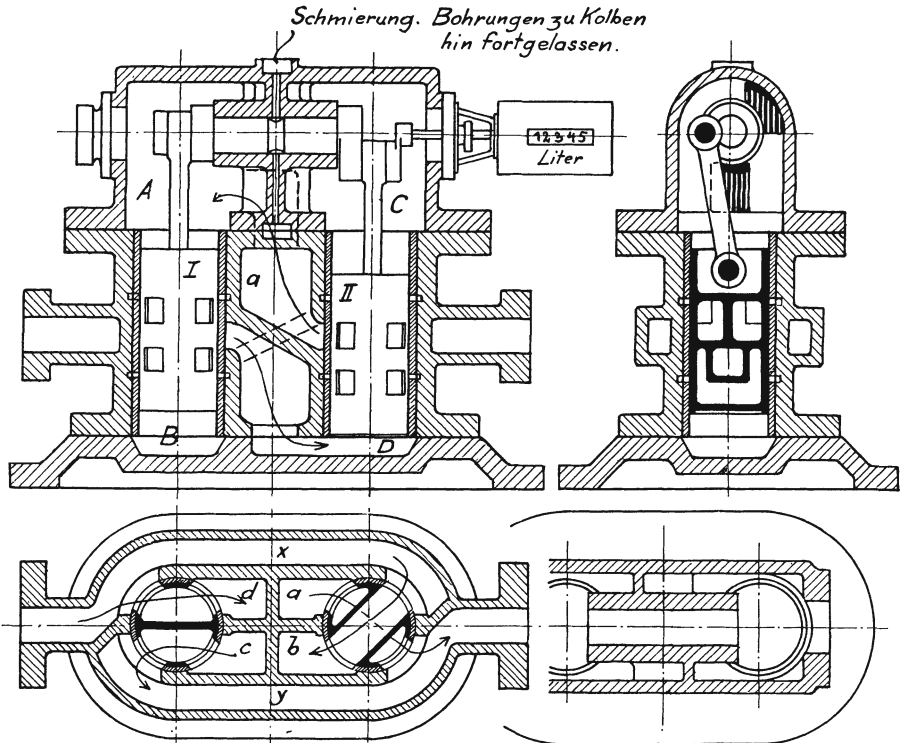 Schmierung. Bohrungen zu Kolben
hin fortgelassen.
12345
Liter
A
C
I
a
II
B
D
x
d
a
c
b
y